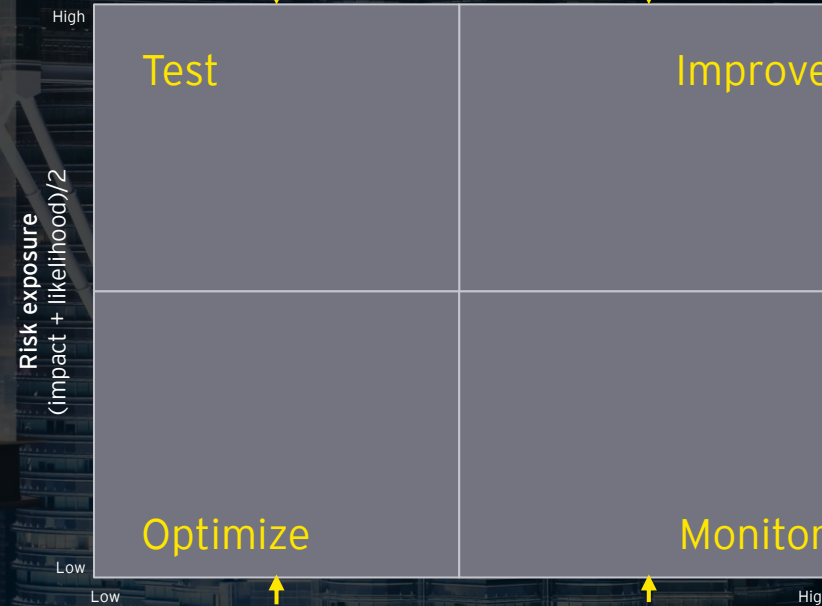 High
Test
Improve
Risk exposure
(impact + likelihood)/2
Optimize
Monitor
Low
Low
Hig